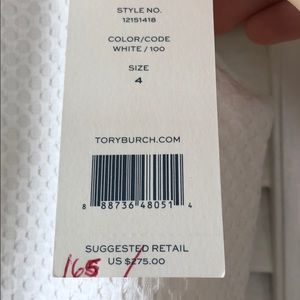 STYLE NO.
12151418
COLOR/CODE
WHITE / 100
SIZE
4
TORYBURCH.COM
8 88736 48051 4
SUGGESTED RETAIL
US $275.00
165